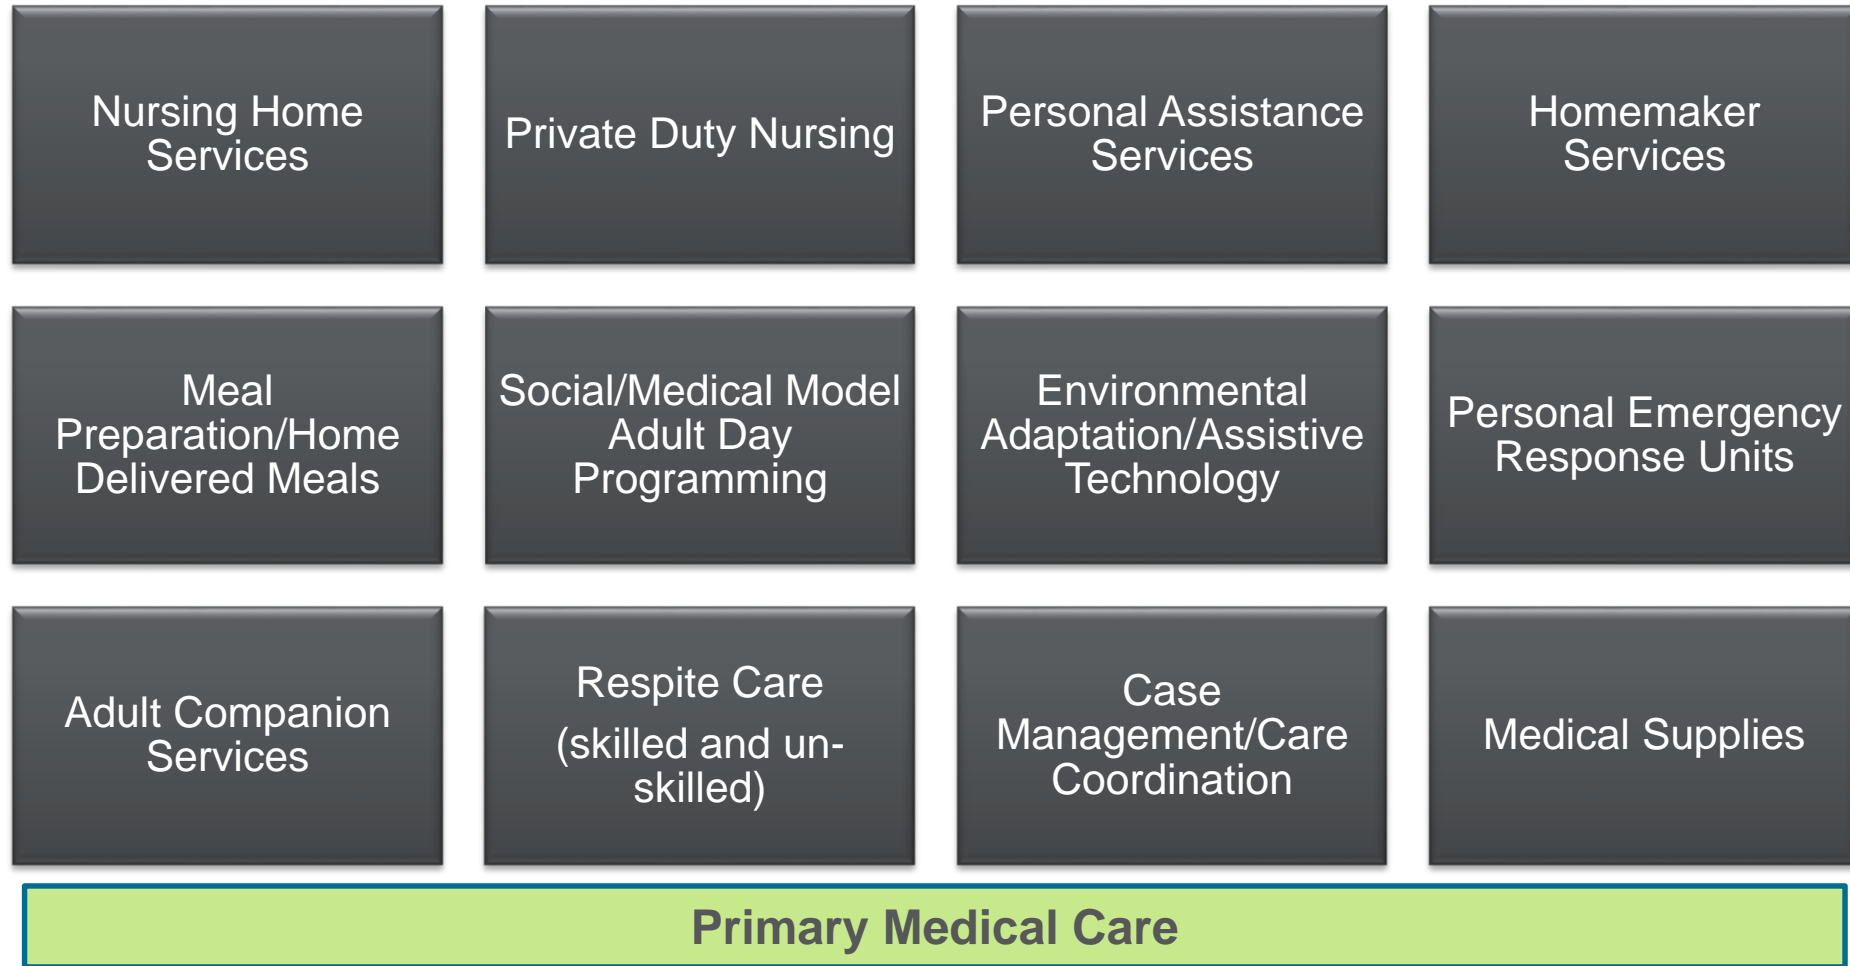 Nursing Home
Services
Private Duty Nursing
Personal Assistance
Services
Homemaker
Services
Meal
Preparation/Home
Delivered Meals
Social/Medical Model
Adult Day
Programming
Environmental
Adaptation/Assistive
Technology
Personal Emergency
Response Units
Adult Companion
Services
Respite Care
(skilled and un-
skilled)
Case
Management/Care
Coordination
Medical Supplies
Primary Medical Care